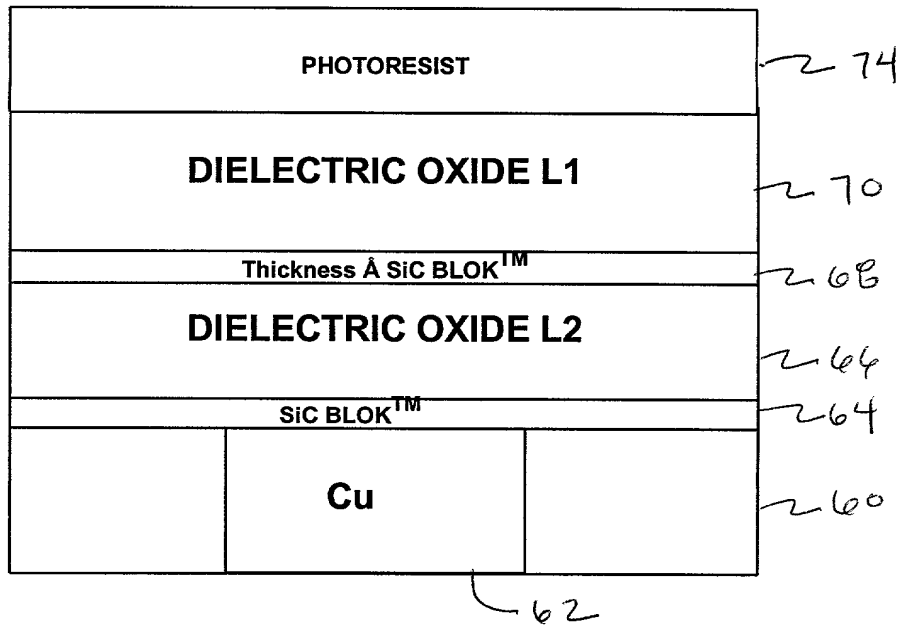 PHOTORESIST 74
DIELECTRIC OXIDE L1 70
Thickness Å SiC BLOK™ 68
DIELECTRIC OXIDE L2 66
SiC BLOK™ 64
Cu 60
62